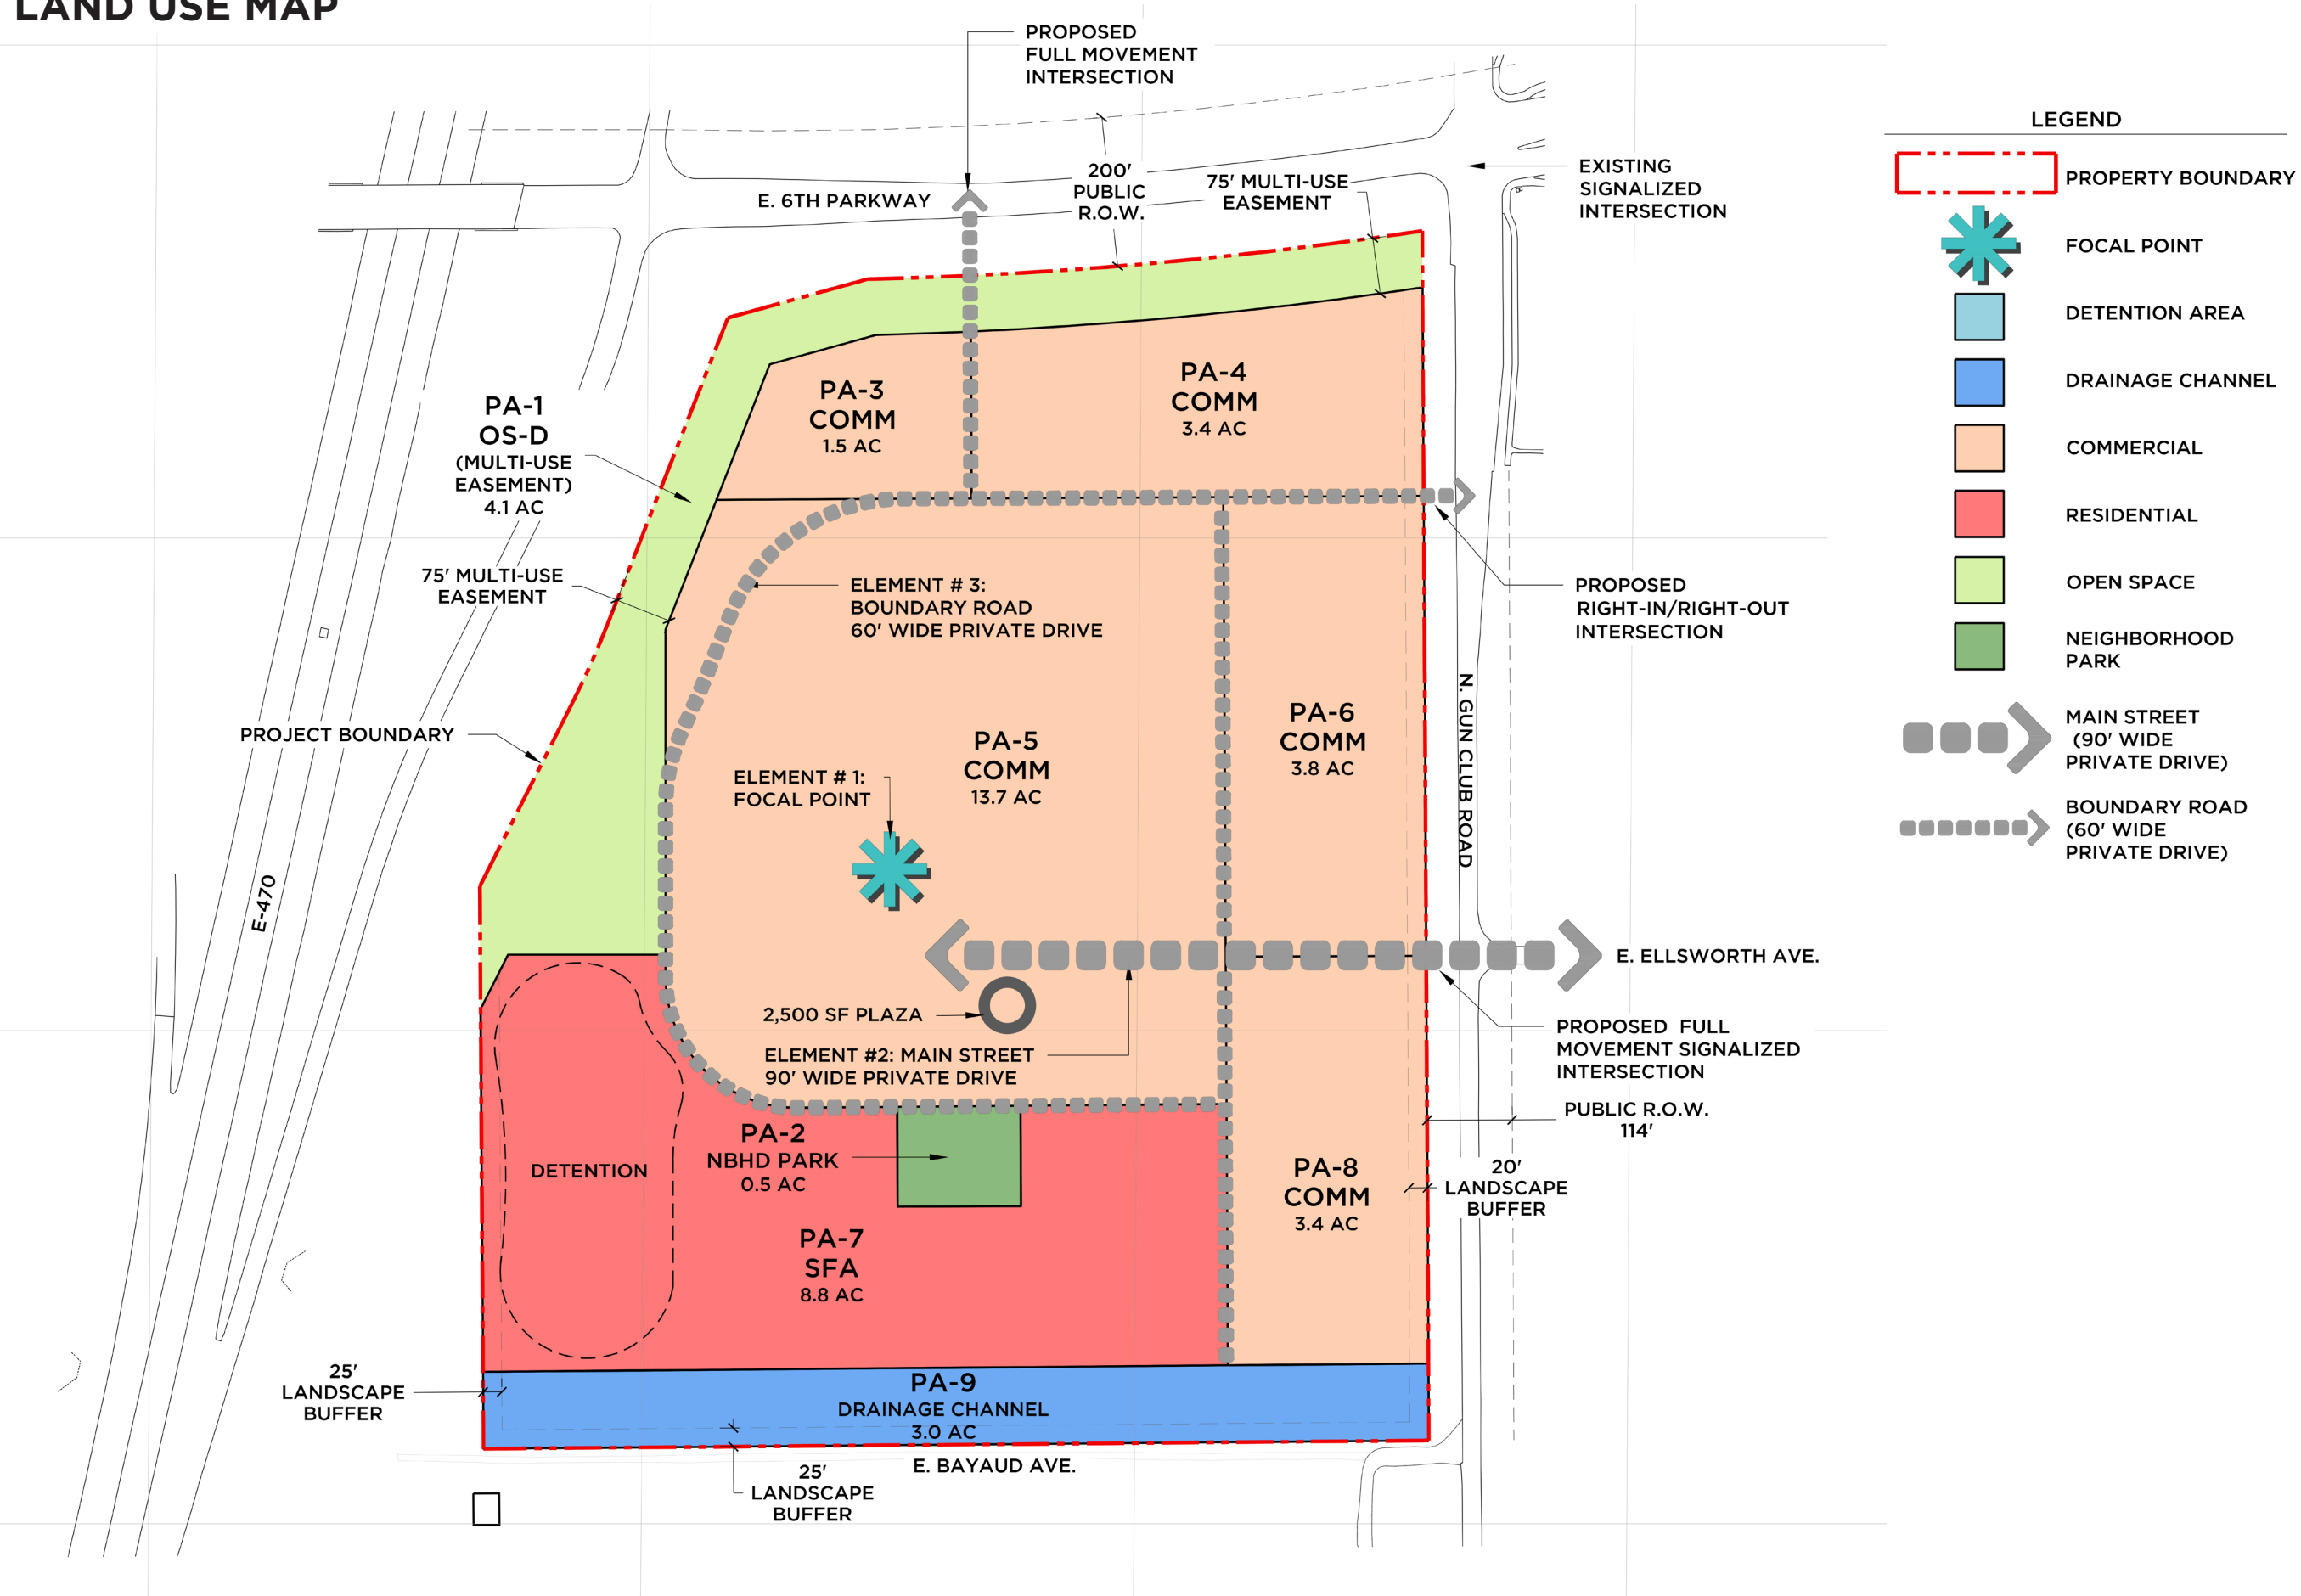 LAND USE MAP
PROPOSED
FULL MOVEMENT
INTERSECTION
E. 6TH PARKWAY
200'
PUBLIC
R.O.W.
75' MULTI-USE
EASEMENT
EXISTING
SIGNALIZED
INTERSECTION
PA-1
OS-D
(MULTI-USE
EASEMENT)
4.1 AC
PA-3
COMM
1.5 AC
PA-4
COMM
3.4 AC
75' MULTI-USE
EASEMENT
ELEMENT # 3:
BOUNDARY ROAD
60' WIDE PRIVATE DRIVE
PROPOSED
RIGHT-IN/RIGHT-OUT
INTERSECTION
PROJECT BOUNDARY
PA-5
COMM
13.7 AC
PA-6
COMM
3.8 AC
N. GUN CLUB ROAD
ELEMENT # 1:
FOCAL POINT
E-470
E. ELLSWORTH AVE.
2,500 SF PLAZA
ELEMENT #2: MAIN STREET
90' WIDE PRIVATE DRIVE
PROPOSED FULL
MOVEMENT SIGNALIZED
INTERSECTION
PUBLIC R.O.W.
114'
DETENTION
PA-2
NBHD PARK
0.5 AC
PA-8
COMM
3.4 AC
20'
LANDSCAPE
BUFFER
PA-7
SFA
8.8 AC
25'
LANDSCAPE
BUFFER
PA-9
DRAINAGE CHANNEL
3.0 AC
E. BAYAUD AVE.
25'
LANDSCAPE
BUFFER
LEGEND
PROPERTY BOUNDARY
FOCAL POINT
DETENTION AREA
DRAINAGE CHANNEL
COMMERCIAL
RESIDENTIAL
OPEN SPACE
NEIGHBORHOOD
PARK
MAIN STREET
(90' WIDE
PRIVATE DRIVE)
BOUNDARY ROAD
(60' WIDE
PRIVATE DRIVE)